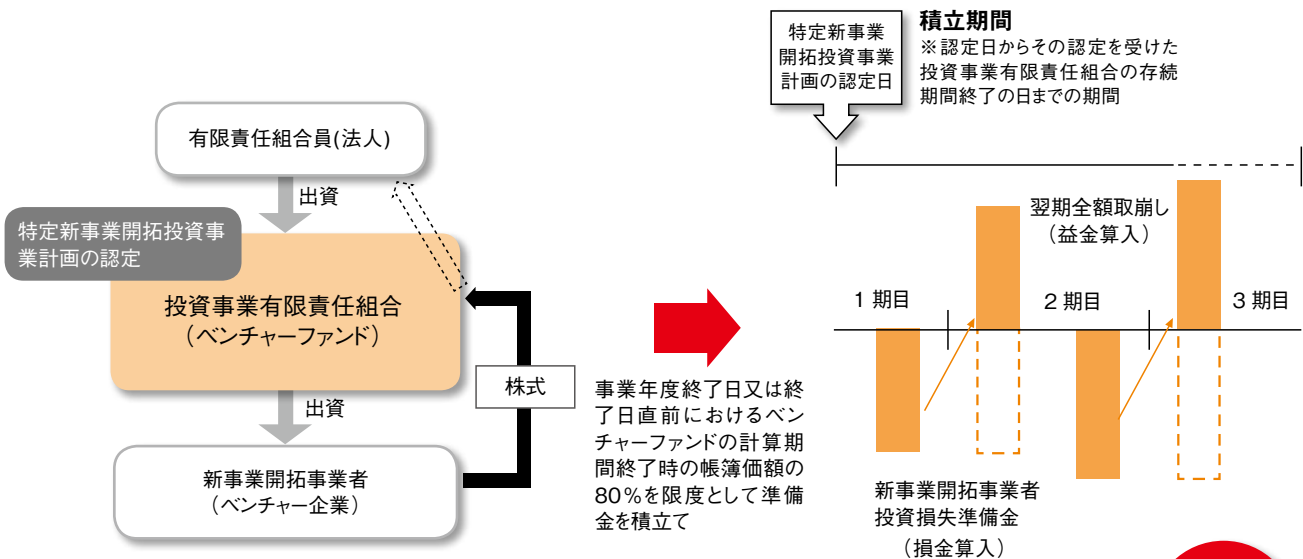 有限責任組合員(法人)
出資
特定新事業開拓投資事
業計画の認定
投資事業有限責任組合
（ベンチャーファンド）
出資
株式
新事業開拓事業者
（ベンチャー企業）
事業年度終了日又は終
了日直前におけるベン
チャーファンドの計算期
間終了時の帳簿価額の
80％を限度として準備
金を積立て
特定新事業
開拓投資事業
計画の認定日
積立期間
※認定日からその認定を受けた
投資事業有限責任組合の存続
期間終了の日までの期間
翌期全額取崩し
（益金算入）
1 期目
2 期目
3 期目
新事業開拓事業者
投資損失準備金
（損金算入）